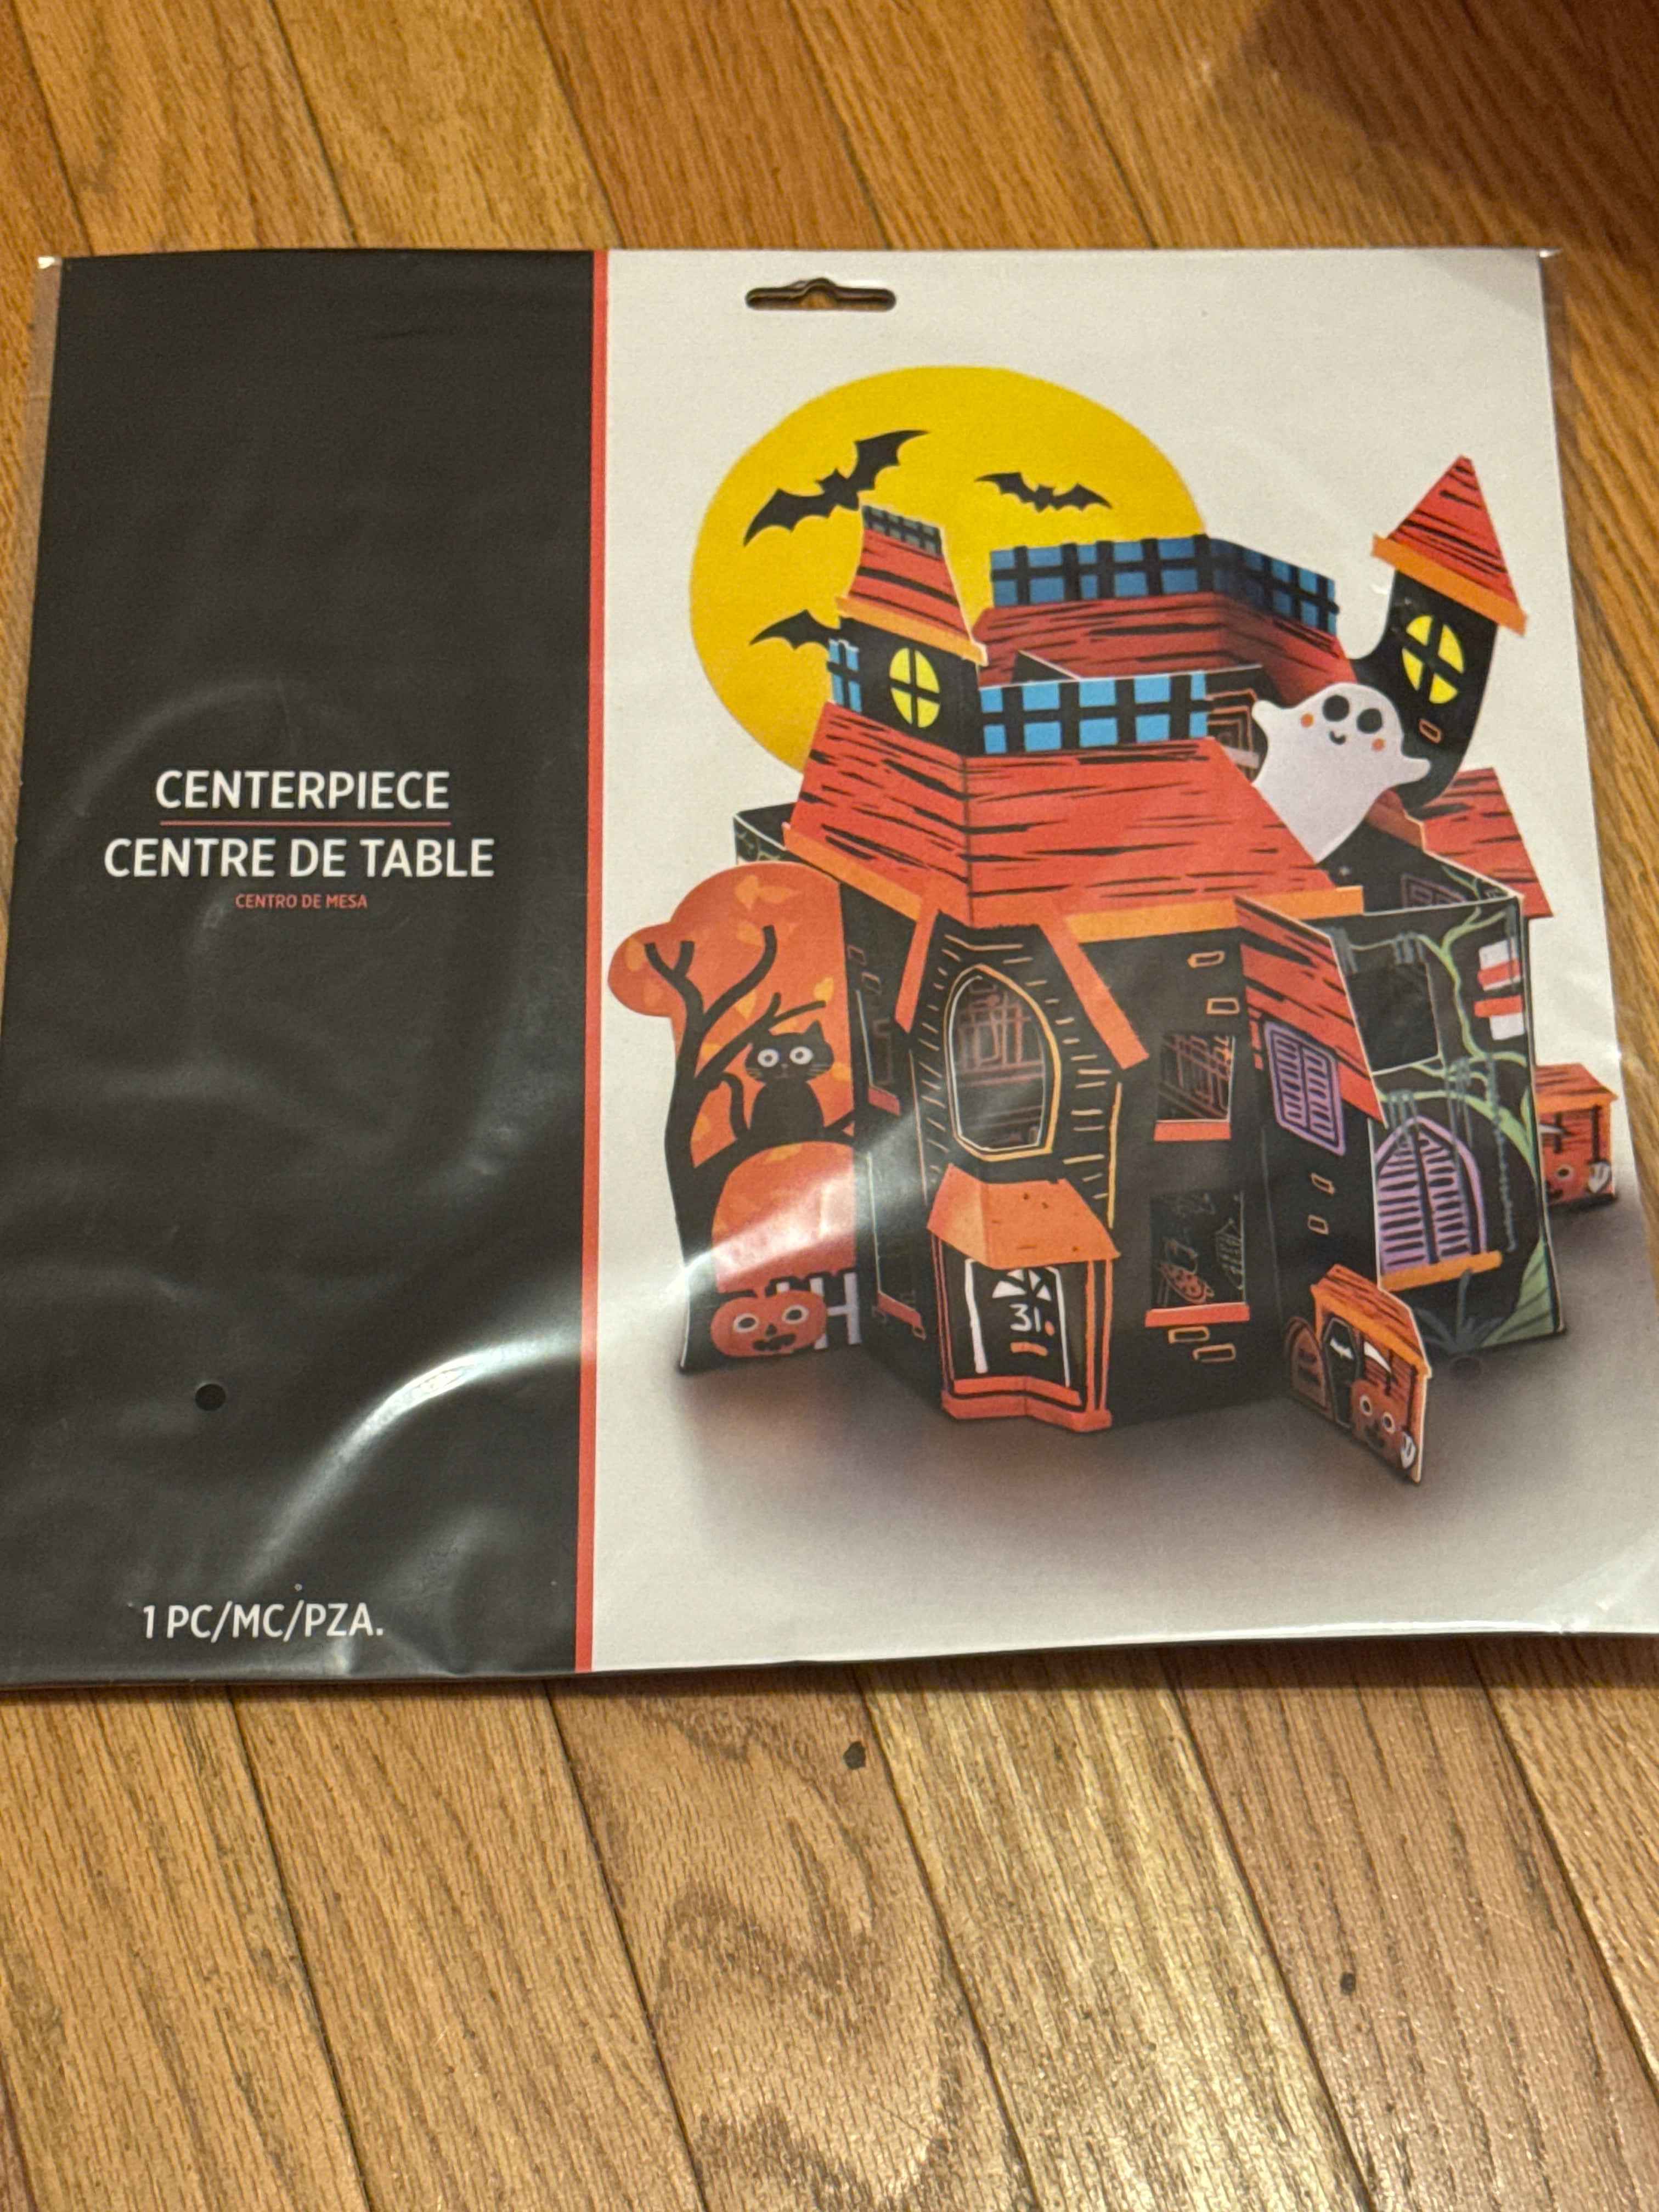 CENTERPIECE
CENTRE DE TABLE
CENTRO DE MESA
31
1 PC/MC/PZA.